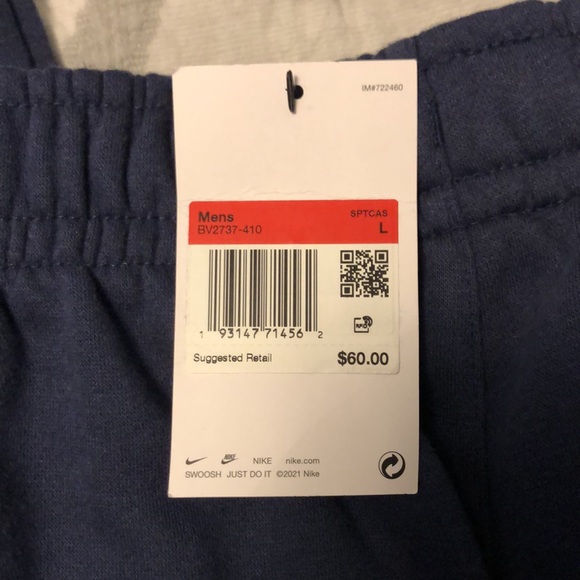 IM#722460
Mens SPTCAS
BV2737-410 L
1 93147 71456 2
Suggested Retail $60.00
NIKE NIKE nike.com
SWOOSH JUST DO IT ©2021 Nike